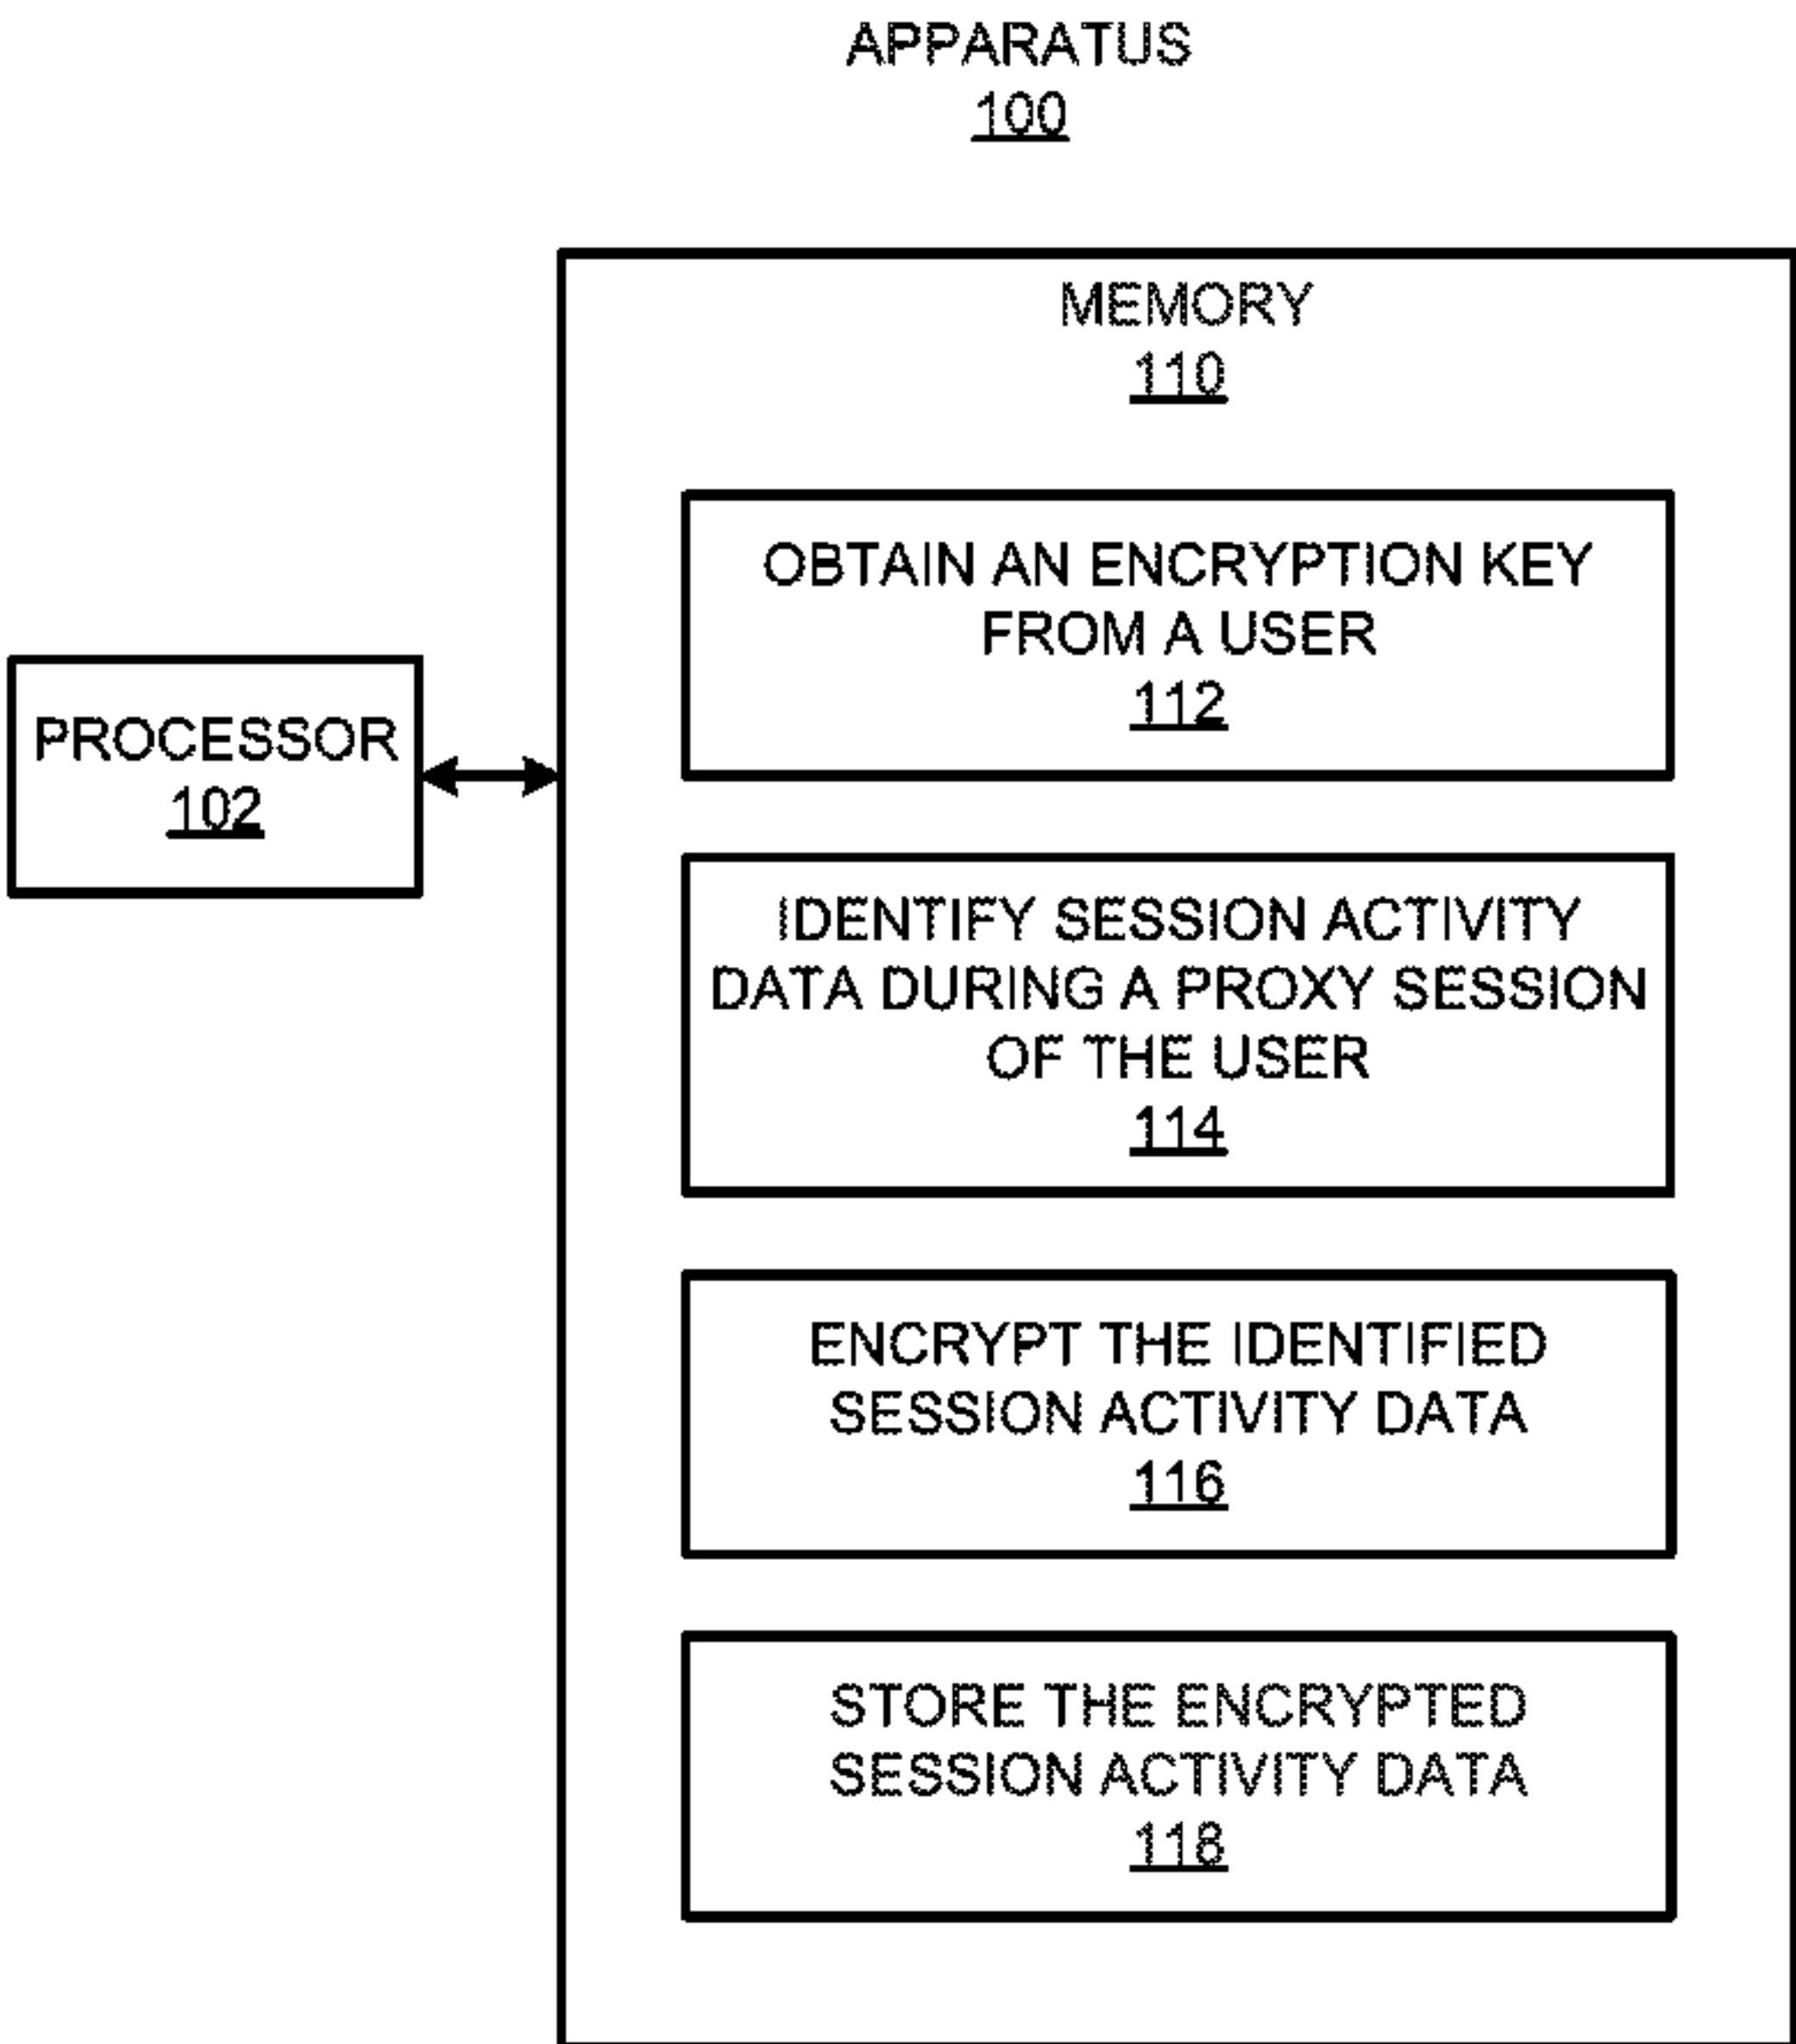 APPARATUS
100
MEMORY
110
OBTAIN AN ENCRYPTION KEY
FROM A USER
112
PROCESSOR
102
IDENTIFY SESSION ACTIVITY
DATA DURING A PROXY SESSION
OF THE USER
114
ENCRYPT THE IDENTIFIED
SESSION ACTIVITY DATA
116
STORE THE ENCRYPTED
SESSION ACTIVITY DATA
118